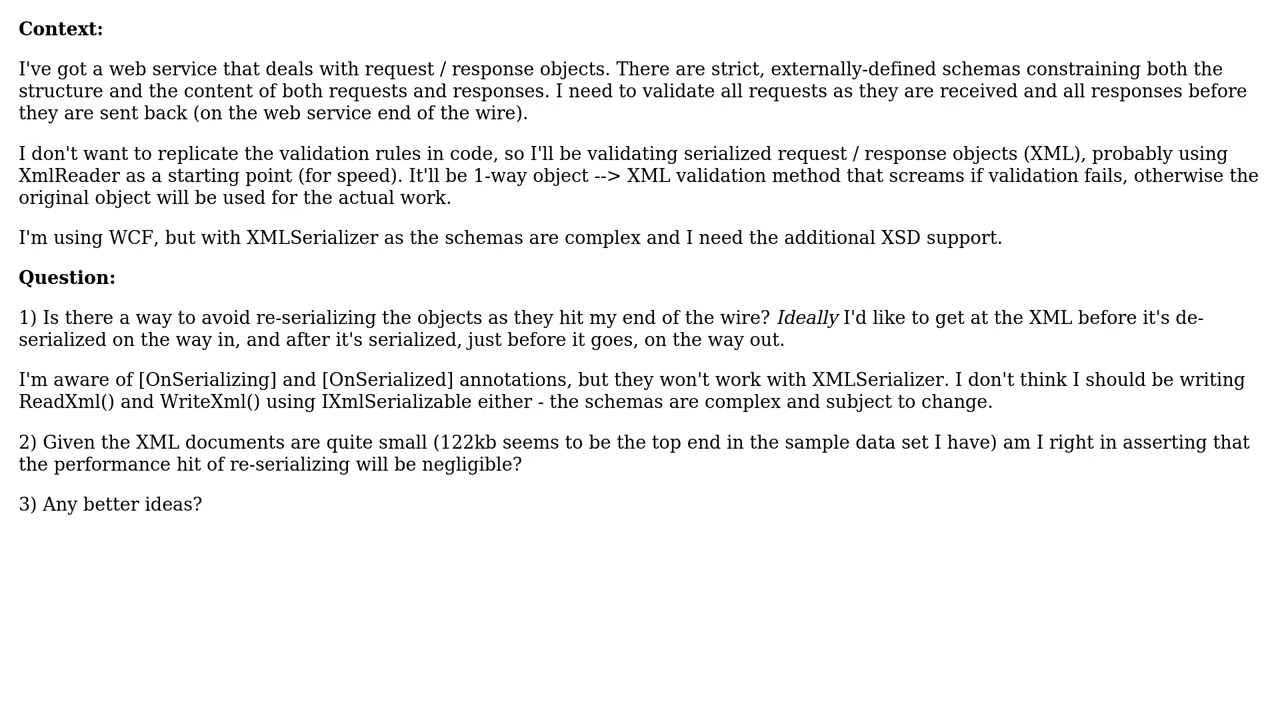 Context:
I've got a web service that deals with request / response objects. There are strict, externally-defined schemas constraining both the
structure and the content of both requests and responses. I need to validate all requests as they are received and all responses before
they are sent back (on the web service end of the wire).
I don't want to replicate the validation rules in code, so I'll be validating serialized request / response objects (XML), probably using
XmlReader as a starting point (for speed). It'll be 1-way object --> XML validation method that screams if validation fails, otherwise the
original object will be used for the actual work.
I'm using WCF, but with XMLSerializer as the schemas are complex and I need the additional XSD support.
Question:
1) Is there a way to avoid re-serializing the objects as they hit my end of the wire? Ideally I'd like to get at the XML before it's de-
serialized on the way in, and after it's serialized, just before it goes, on the way out.
I'm aware of [OnSerializing] and [OnSerialized] annotations, but they won't work with XMLSerializer. I don't think I should be writing
ReadXml() and WriteXml() using IXmlSerializable either - the schemas are complex and subject to change.
2) Given the XML documents are quite small (122kb seems to be the top end in the sample data set I have) am I right in asserting that
the performance hit of re-serializing will be negligible?
3) Any better ideas?